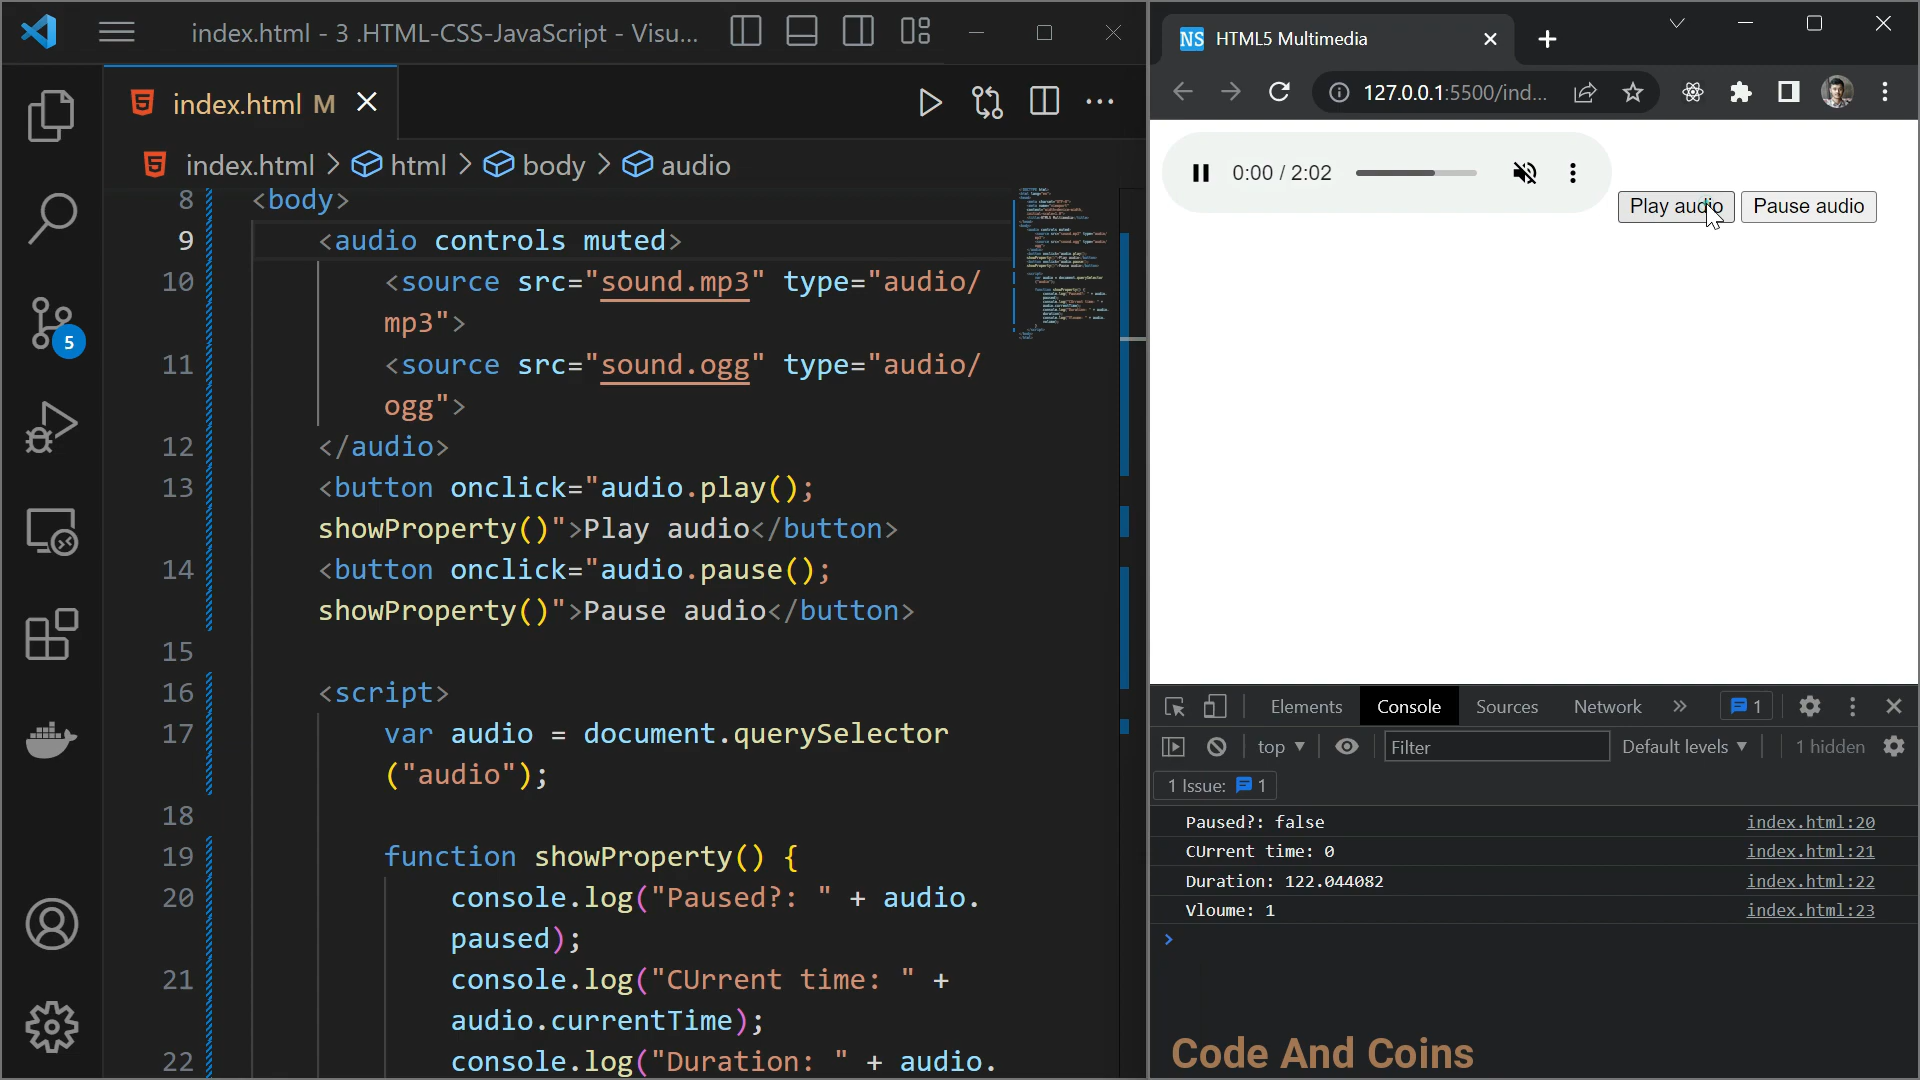 index.html - 3 .HTML-CSS-JavaScript - Visu...
index.html M
index.html > html > body > audio
8 <body>
9 <audio controls muted>
10 <source src="sound.mp3" type="audio/
mp3">
11 <source src="sound.ogg" type="audio/
ogg">
12 </audio>
13 <button onclick="audio.play();
showProperty()">Play audio</button>
14 <button onclick="audio.pause();
showProperty()">Pause audio</button>
15
16 <script>
17 var audio = document.querySelector
("audio");
18
19 function showProperty() {
20 console.log("Paused?: " + audio.
paused);
21 console.log("CUrrent time: " +
audio.currentTime);
22 console.log("Duration: " + audio.
5
NS HTML5 Multimedia
127.0.0.1:5500/ind...
0:00 / 2:02
Play audio Pause audio
Elements Console Sources Network » 1
top Filter Default levels 1 hidden
1 Issue: 1
Paused?: false index.html:20
CUrrent time: 0 index.html:21
Duration: 122.044082 index.html:22
Vloume: 1 index.html:23
Code And Coins